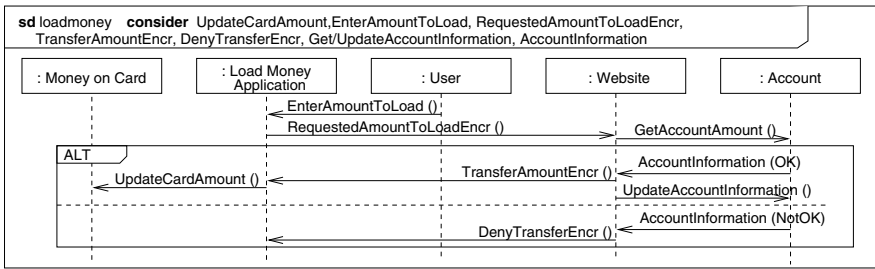 sd loadmoney consider UpdateCardAmount,EnterAmountToLoad, RequestedAmountToLoadEncr,
TransferAmountEncr, DenyTransferEncr, Get/UpdateAccountInformation, AccountInformation
: Money on Card
: Load Money
Application
: User
: Website
: Account
EnterAmountToLoad ()
RequestedAmountToLoadEncr ()
GetAccountAmount ()
ALT
AccountInformation (OK)
TransferAmountEncr ()
UpdateCardAmount ()
UpdateAccountInformation ()
AccountInformation (NotOK)
DenyTransferEncr ()